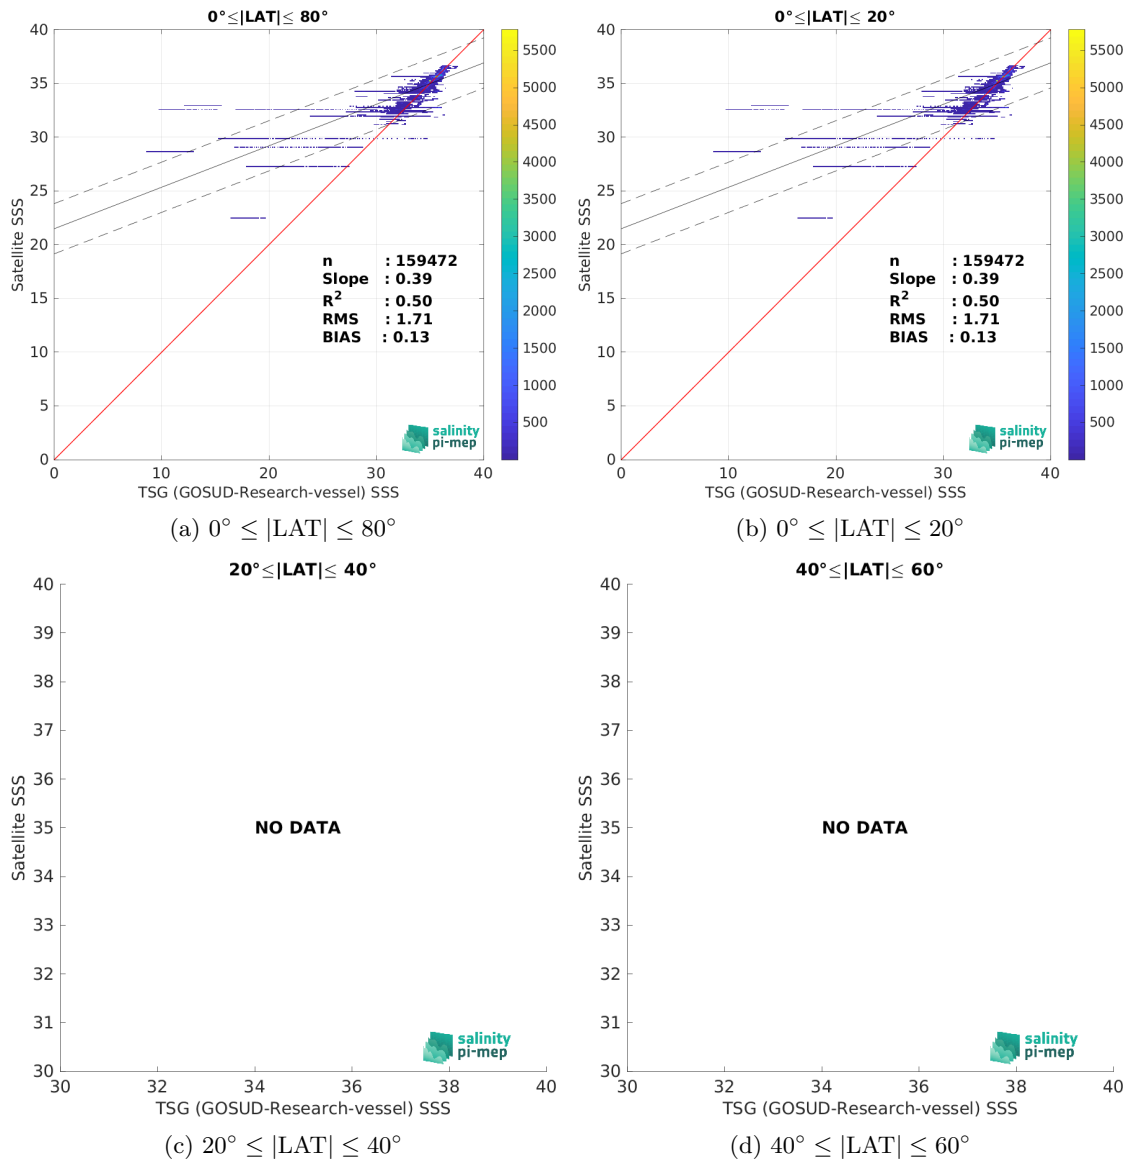 0°≤|LAT|≤ 80°
40
35
30
25
20
15
10
5
0
Satellite SSS
n : 159472
Slope : 0.39
R² : 0.50
RMS : 1.71
BIAS : 0.13
salinity
pi-mep
0 10 20 30 40
TSG (GOSUD-Research-vessel) SSS
5500
5000
4500
4000
3500
3000
2500
2000
1500
1000
500
(a) 0° ≤ |LAT| ≤ 80°
0°≤|LAT|≤ 20°
40
35
30
25
20
15
10
5
0
Satellite SSS
n : 159472
Slope : 0.39
R² : 0.50
RMS : 1.71
BIAS : 0.13
salinity
pi-mep
0 10 20 30 40
TSG (GOSUD-Research-vessel) SSS
5500
5000
4500
4000
3500
3000
2500
2000
1500
1000
500
(b) 0° ≤ |LAT| ≤ 20°
20°≤|LAT|≤ 40°
40
39
38
37
36
35
34
33
32
31
30
Satellite SSS
NO DATA
salinity
pi-mep
30 32 34 36 38 40
TSG (GOSUD-Research-vessel) SSS
(c) 20° ≤ |LAT| ≤ 40°
40°≤|LAT|≤ 60°
40
39
38
37
36
35
34
33
32
31
30
Satellite SSS
NO DATA
salinity
pi-mep
30 32 34 36 38 40
TSG (GOSUD-Research-vessel) SSS
(d) 40° ≤ |LAT| ≤ 60°